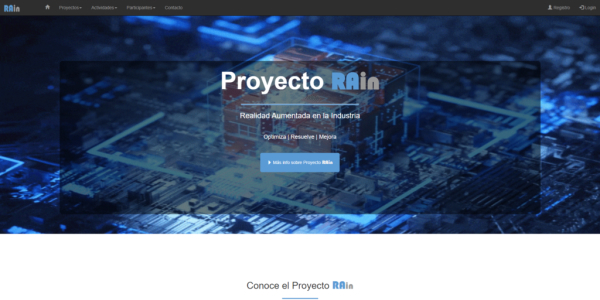 RAin Proyectos Actividades Participantes Contacto Registro Login
Proyecto RAin
Realidad Aumentada en la Industria
Optimiza | Resuelve | Mejora
Más info sobre Proyecto RAin
Conoce el Proyecto RAin